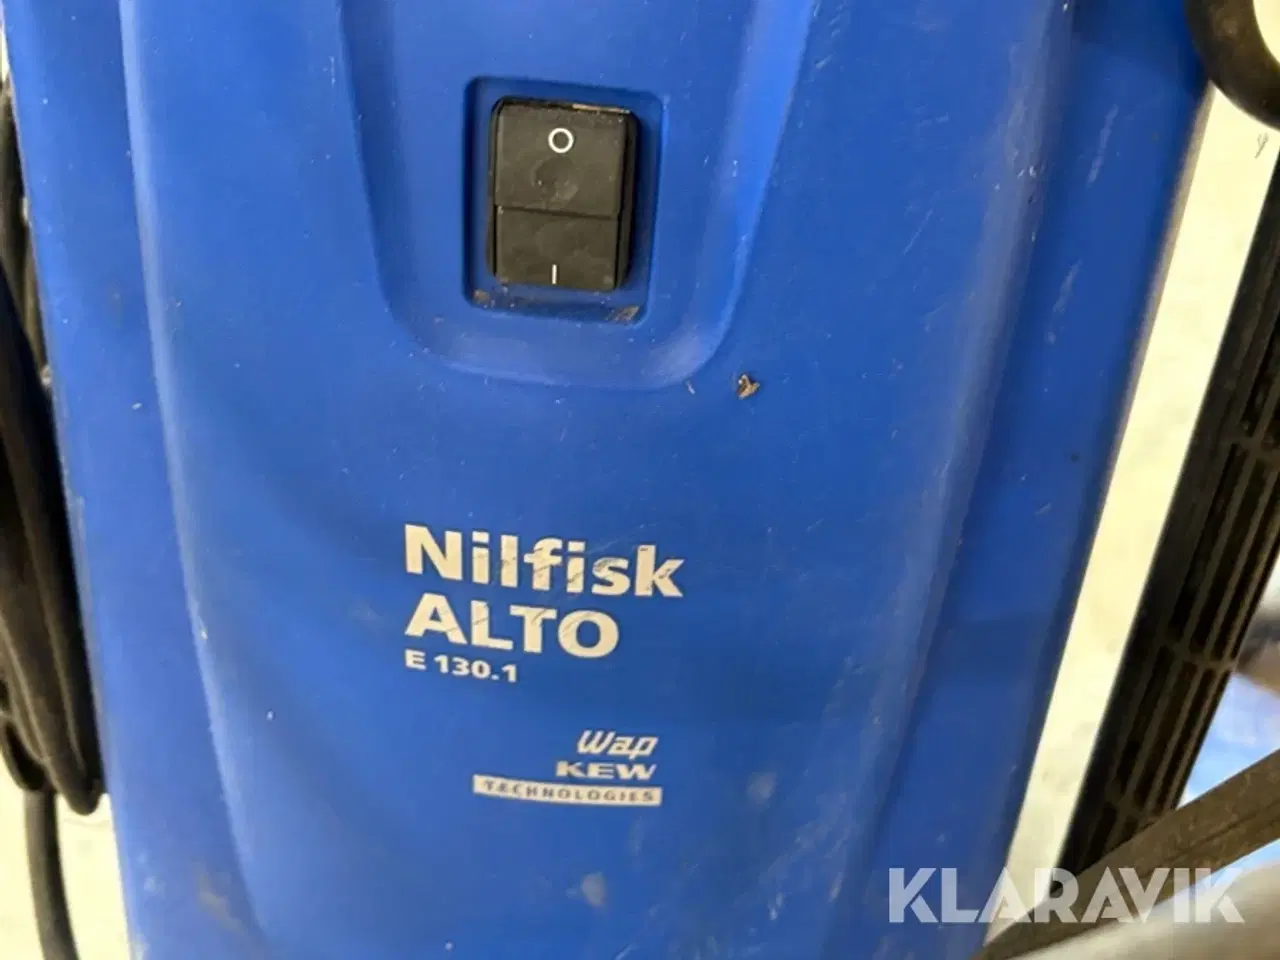 O
I
Nilfisk
ALTO
E 130.1
Wap
KEW
TECHNOLOGIES
KLARAVIK